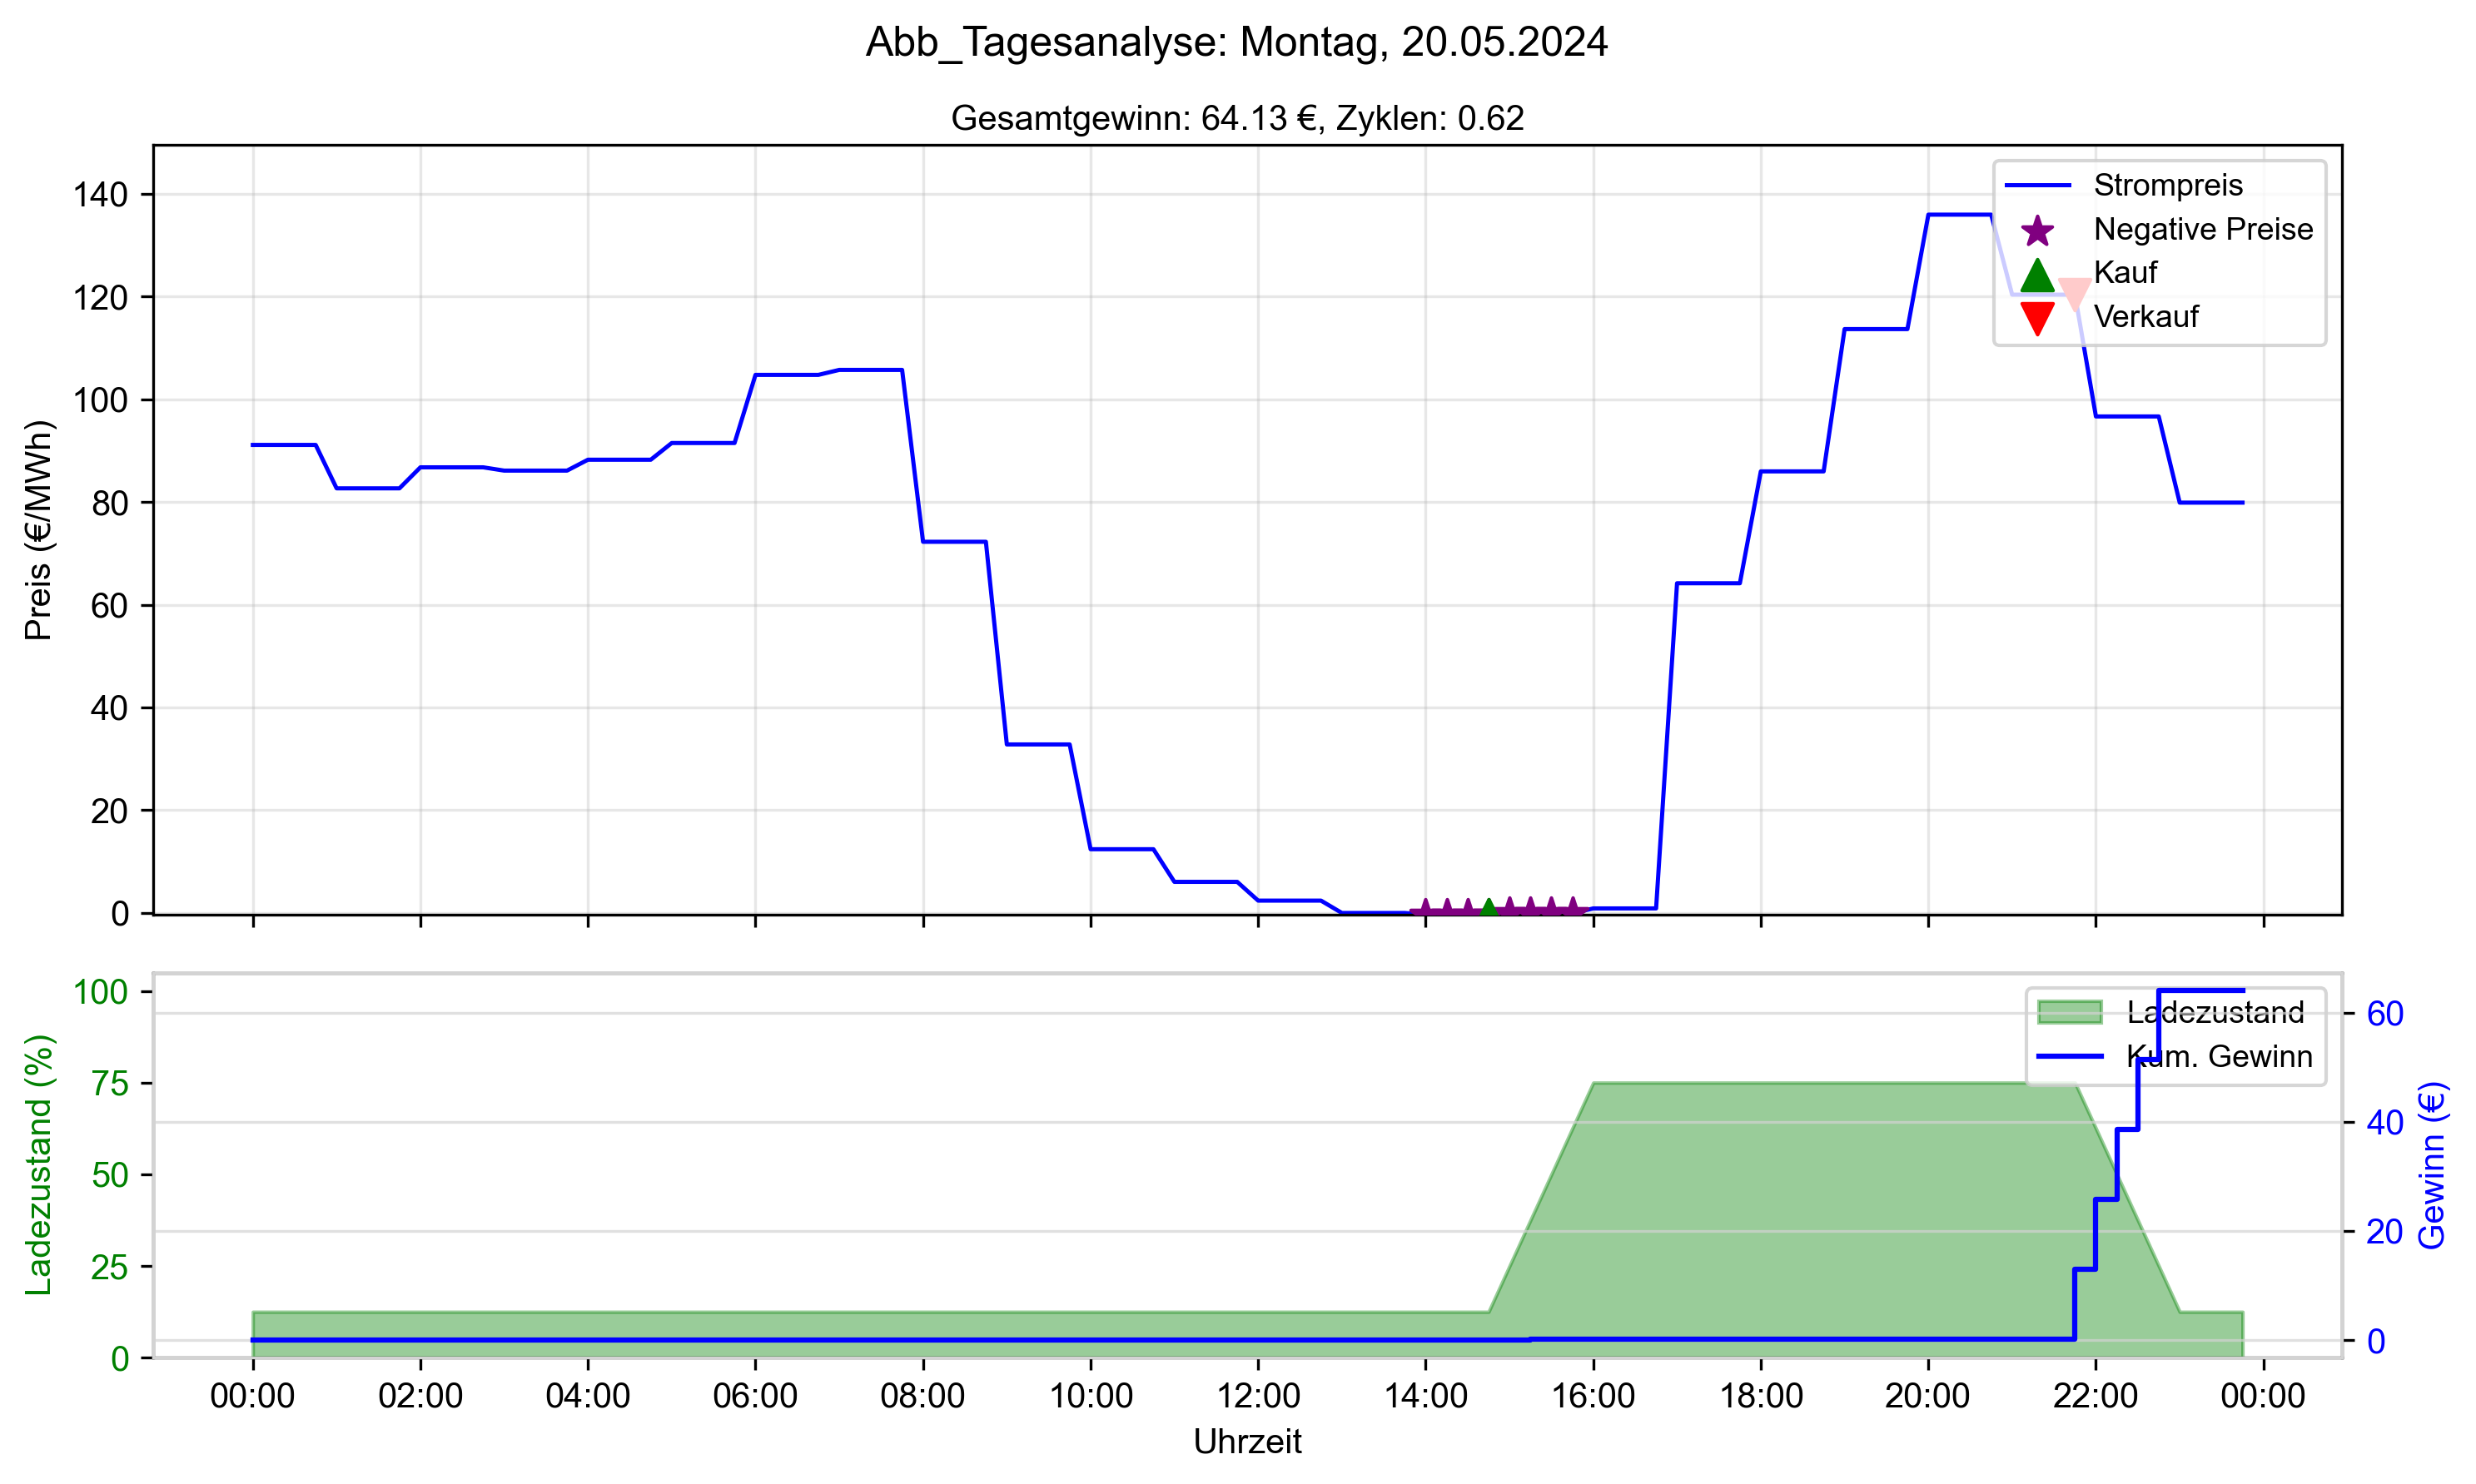 Abb_Tagesanalyse: Montag, 20.05.2024
Gesamtgewinn: 64.13 €, Zyklen: 0.62
Preis (€/MWh)
140
120
100
80
60
40
20
0
Strompreis
Negative Preise
Kauf
Verkauf
Ladezustand (%)
100
75
50
25
0
Ladezustand
Kum. Gewinn
60
40
20
0
Gewinn (€)
00:00 02:00 04:00 06:00 08:00 10:00 12:00 14:00 16:00 18:00 20:00 22:00 00:00
Uhrzeit